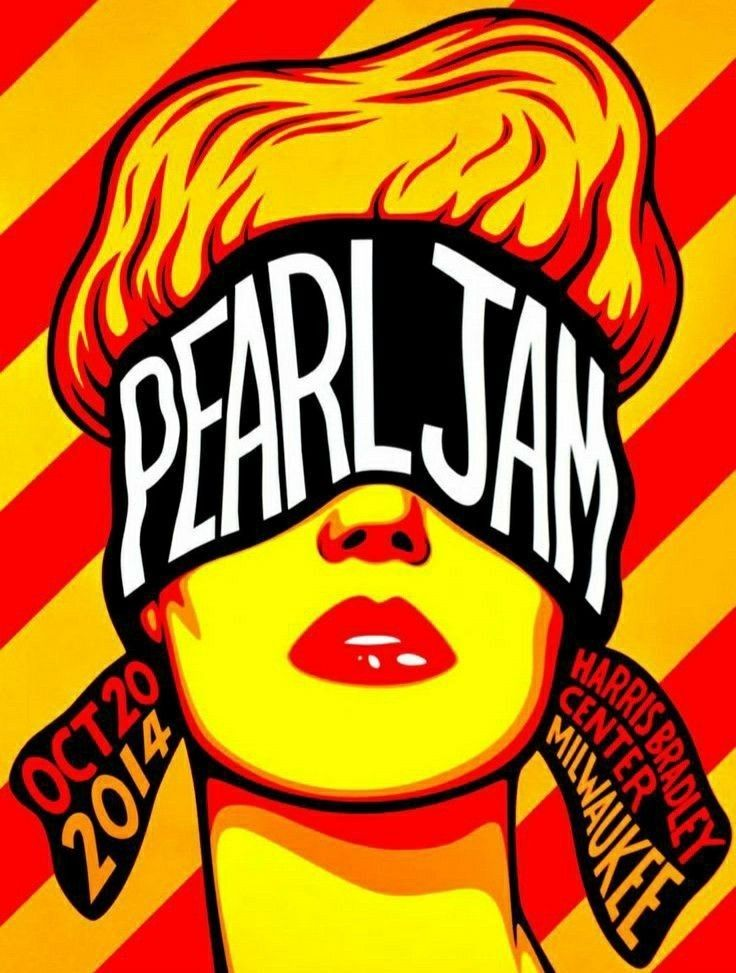 PEARL JAM
OCT 20
2014
HARRIS BRADLEY
CENTER
MILWAUKEE